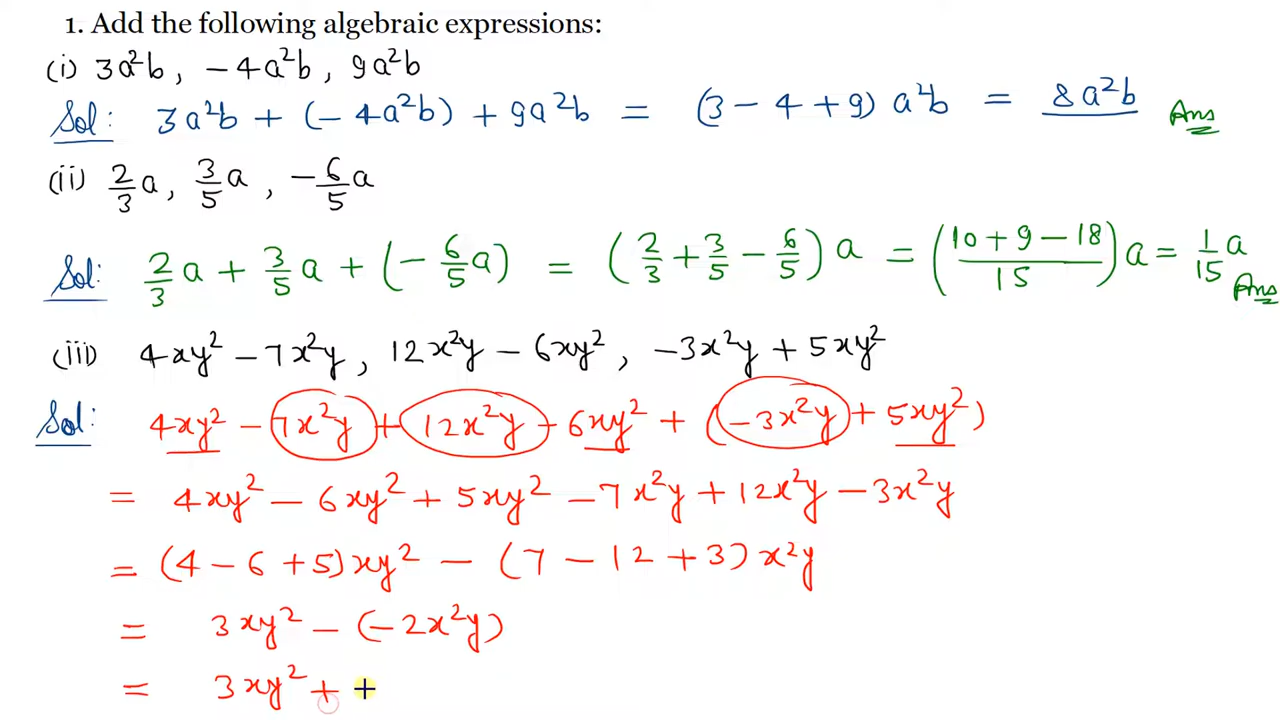 1. Add the following algebraic expressions:
(i) 3a²b, -4a²b, 9a²b
Sol: 3a²b + (-4a²b) + 9a²b = (3 - 4 + 9) a²b = 8a²b Ans
(ii) 2/3 a, 3/5 a, -6/5 a
Sol: 2/3 a + 3/5 a + (-6/5 a) = (2/3 + 3/5 - 6/5) a = ((10 + 9 - 18)/15) a = 1/15 a Ans
(iii) 4xy² - 7x²y, 12x²y - 6xy², -3x²y + 5xy²
Sol: 4xy² - 7x²y + 12x²y - 6xy² + (-3x²y + 5xy²)
= 4xy² - 6xy² + 5xy² - 7x²y + 12x²y - 3x²y
= (4 - 6 + 5)xy² - (7 - 12 + 3) x²y
= 3xy² - (-2x²y)
= 3xy² +